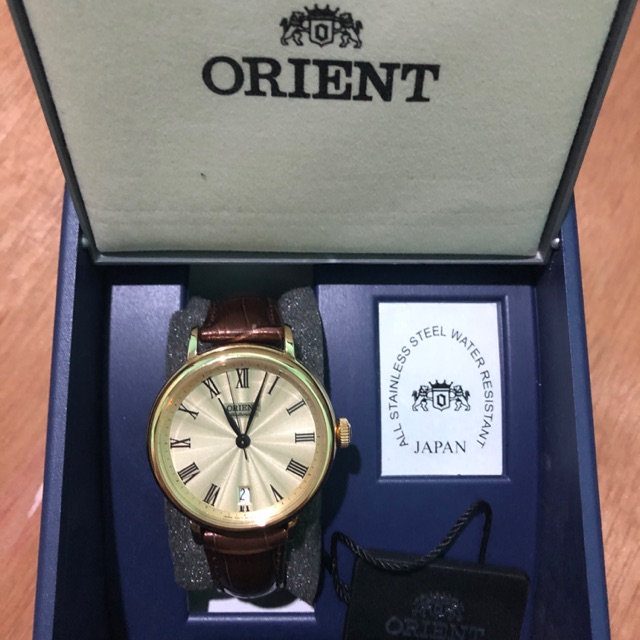 ORIENT
XII
I
II
III
IIII
V
VI
VII
VIII
IX
X
XI
ORIENT
2
ALL STAINLESS STEEL WATER RESISTANT
JAPAN
ORIENT